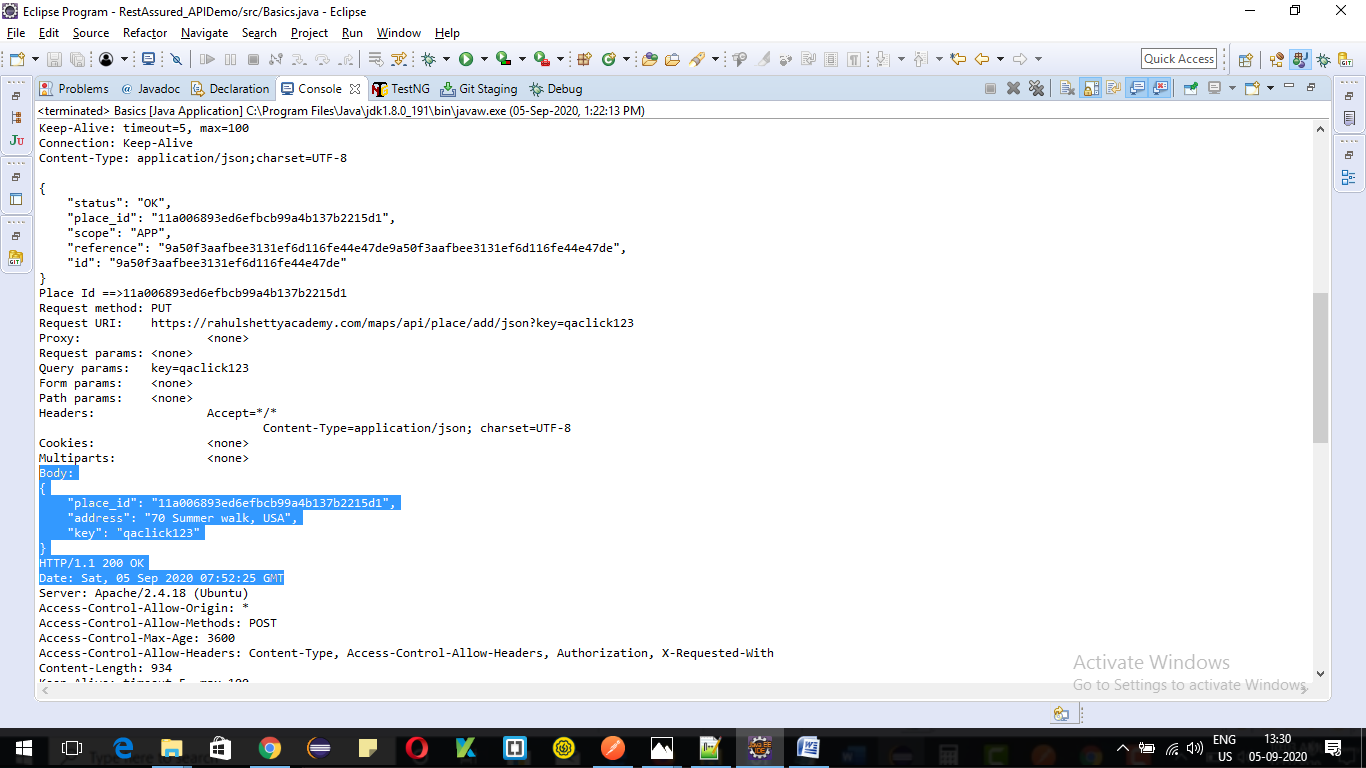 Eclipse Program - RestAssured_APIDemo/src/Basics.java - Eclipse
File Edit Source Refactor Navigate Search Project Run Window Help
Quick Access
Problems @ Javadoc Declaration Console TestNG Git Staging Debug
<terminated> Basics [Java Application] C:\Program Files\Java\jdk1.8.0_191\bin\javaw.exe (05-Sep-2020, 1:22:13 PM)
Keep-Alive: timeout=5, max=100
Connection: Keep-Alive
Content-Type: application/json;charset=UTF-8
{
"status": "OK",
"place_id": "11a006893ed6efbcb99a4b137b2215d1",
"scope": "APP",
"reference": "9a50f3aafbee3131ef6d116fe44e47de9a50f3aafbee3131ef6d116fe44e47de",
"id": "9a50f3aafbee3131ef6d116fe44e47de"
}
Place Id ==>11a006893ed6efbcb99a4b137b2215d1
Request method: PUT
Request URI: https://rahulshettyacademy.com/maps/api/place/add/json?key=qaclick123
Proxy: <none>
Request params: <none>
Query params: key=qaclick123
Form params: <none>
Path params: <none>
Headers: Accept=*/*
Content-Type=application/json; charset=UTF-8
Cookies: <none>
Multiparts: <none>
Body:
{
"place_id": "11a006893ed6efbcb99a4b137b2215d1",
"address": "70 Summer walk, USA",
"key": "qaclick123"
}
HTTP/1.1 200 OK
Date: Sat, 05 Sep 2020 07:52:25 GMT
Server: Apache/2.4.18 (Ubuntu)
Access-Control-Allow-Origin: *
Access-Control-Allow-Methods: POST
Access-Control-Max-Age: 3600
Access-Control-Allow-Headers: Content-Type, Access-Control-Allow-Headers, Authorization, X-Requested-With
Content-Length: 934
Keep-Alive: timeout=5, max=100
Activate Windows
Go to Settings to activate Windows.
ENG 13:30
US 05-09-2020